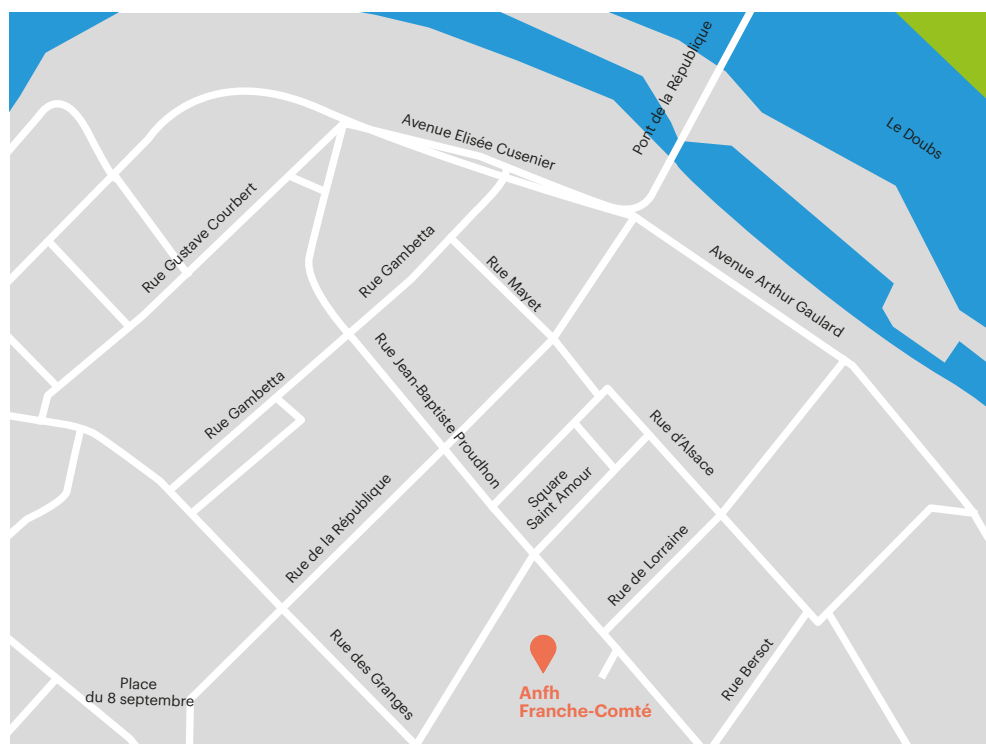 Pont de la République
Le Doubs
Avenue Elisée Cusenier
Rue Gustave Courbert
Rue Gambetta
Rue Mayet
Avenue Arthur Gaulard
Rue Jean-Baptiste Proudhon
Rue Gambetta
Rue d'Alsace
Square
Saint Amour
Rue de la République
Rue de Lorraine
Rue des Granges
Rue Bersot
Place
du 8 septembre
Anfh
Franche-Comté